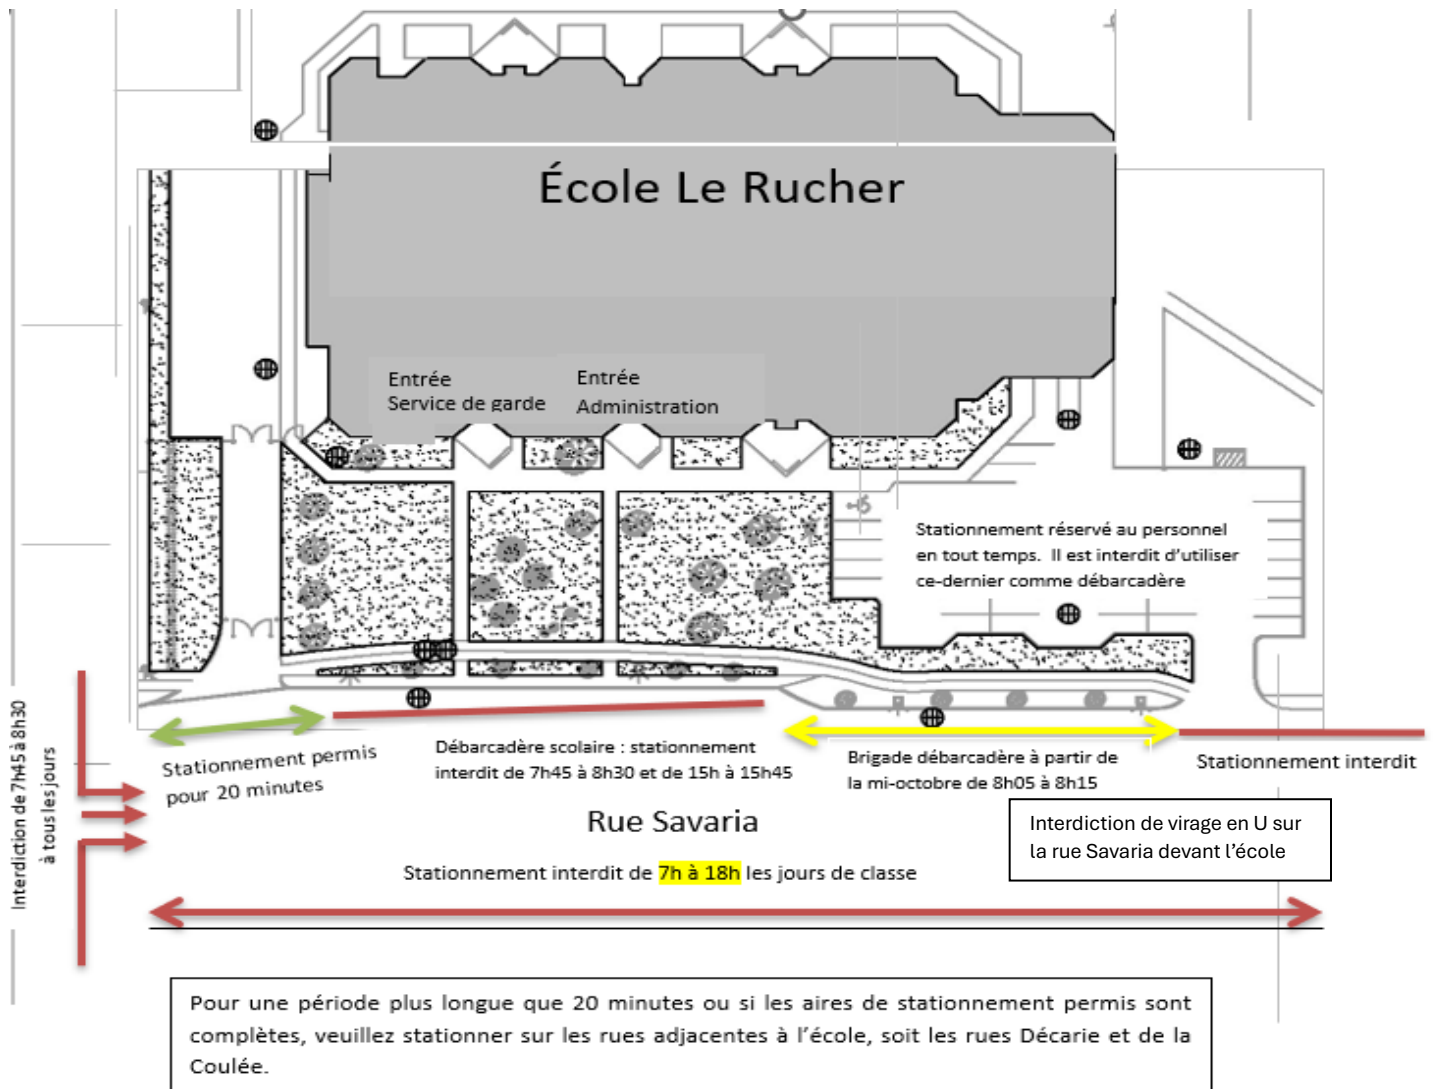 École Le Rucher
Entrée
Service de garde
Entrée
Administration
Stationnement réservé au personnel
en tout temps. Il est interdit d'utiliser
ce-dernier comme débarcadère
Interdiction de 7h45 à 8h30
à tous les jours
Stationnement permis
pour 20 minutes
Débarcadère scolaire : stationnement
interdit de 7h45 à 8h30 et de 15h à 15h45
Brigade débarcadère à partir de
la mi-octobre de 8h05 à 8h15
Stationnement interdit
Rue Savaria
Interdiction de virage en U sur
la rue Savaria devant l'école
Stationnement interdit de 7h à 18h les jours de classe
Pour une période plus longue que 20 minutes ou si les aires de stationnement permis sont
complètes, veuillez stationner sur les rues adjacentes à l'école, soit les rues Décarie et de la
Coulée.